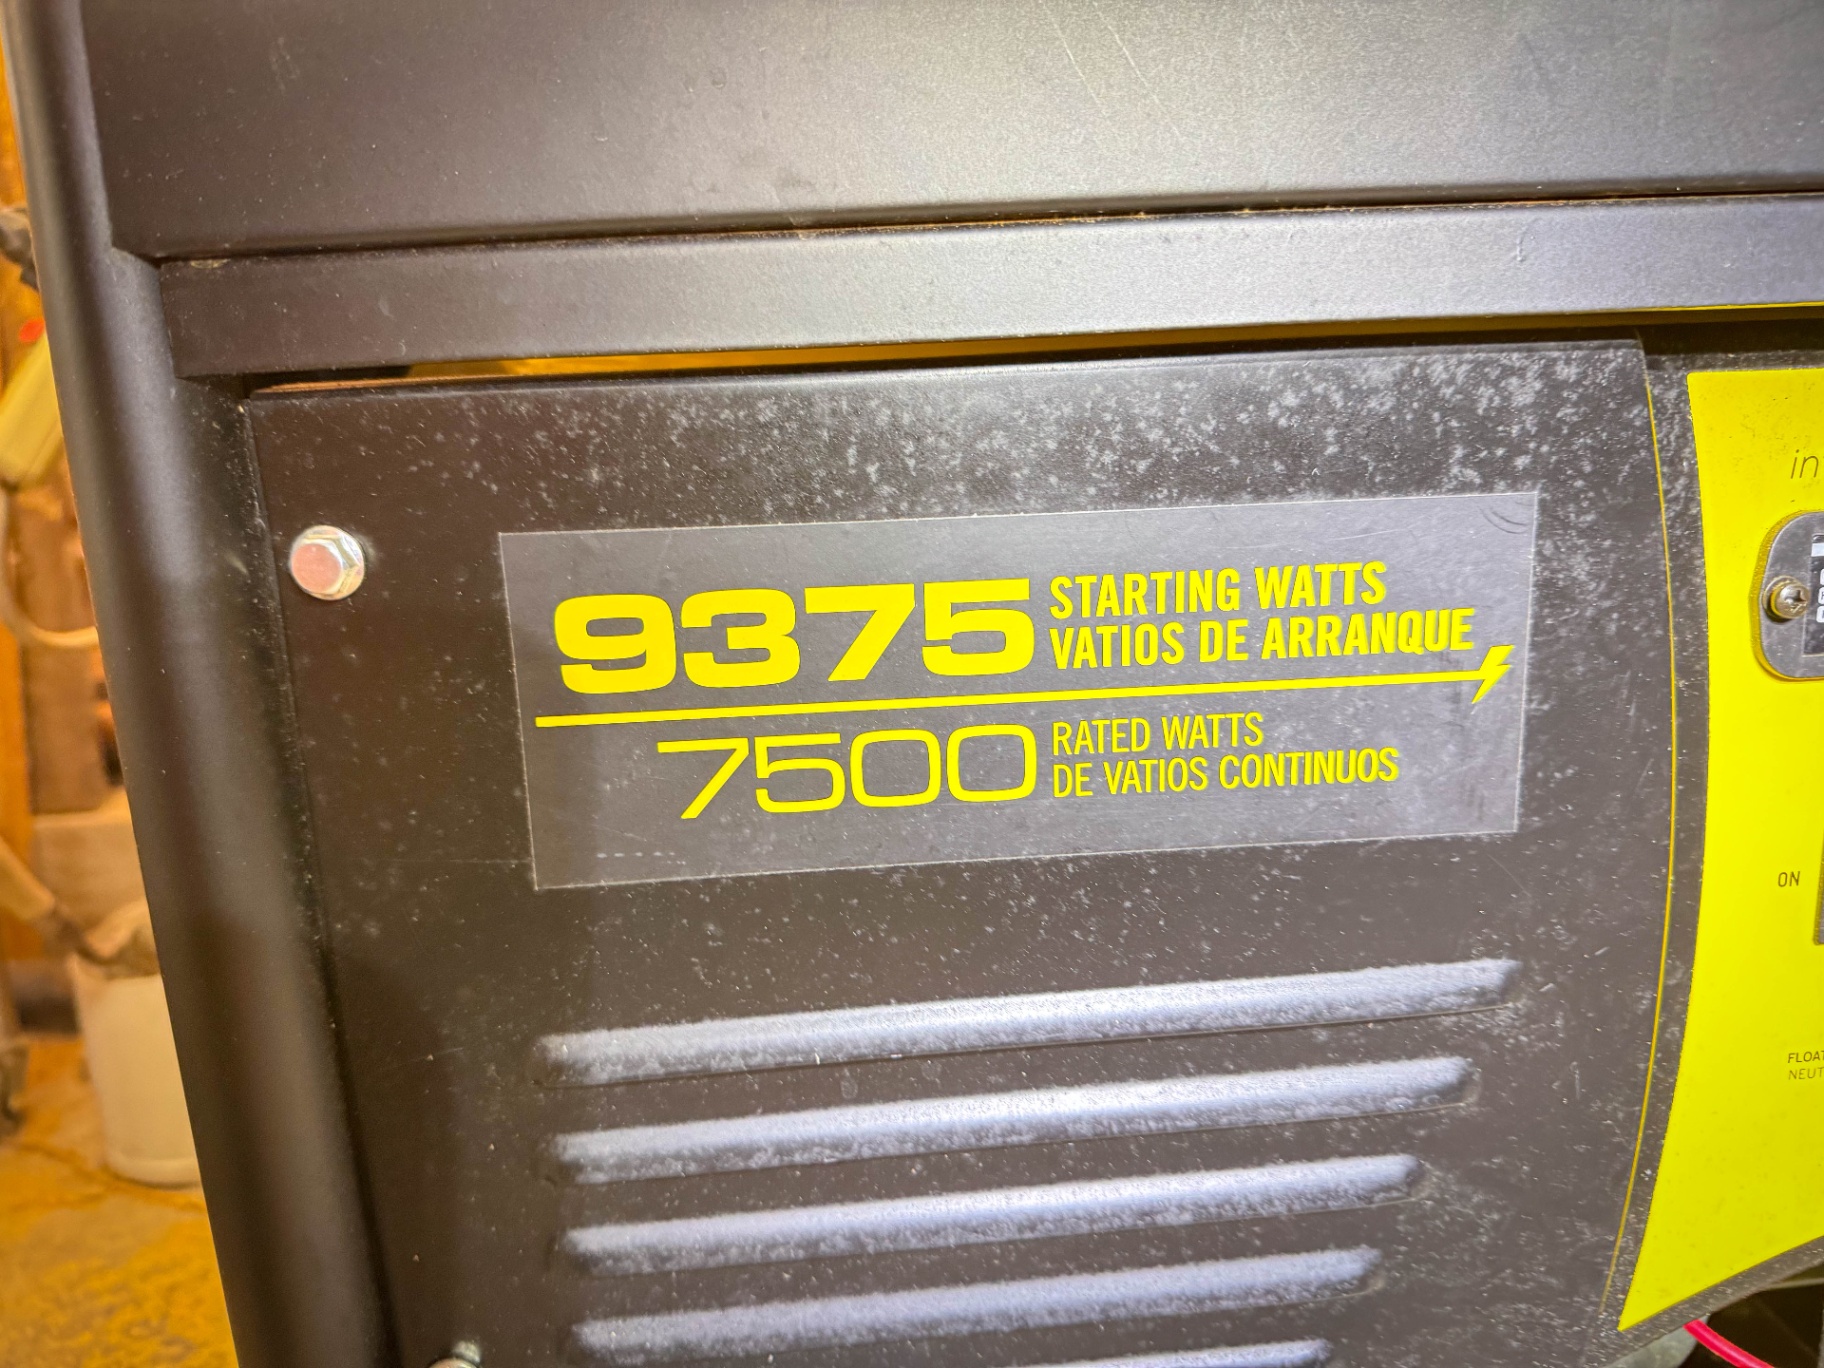 9375 STARTING WATTS
VATIOS DE ARRANQUE
7500 RATED WATTS
DE VATIOS CONTINUOS
ON